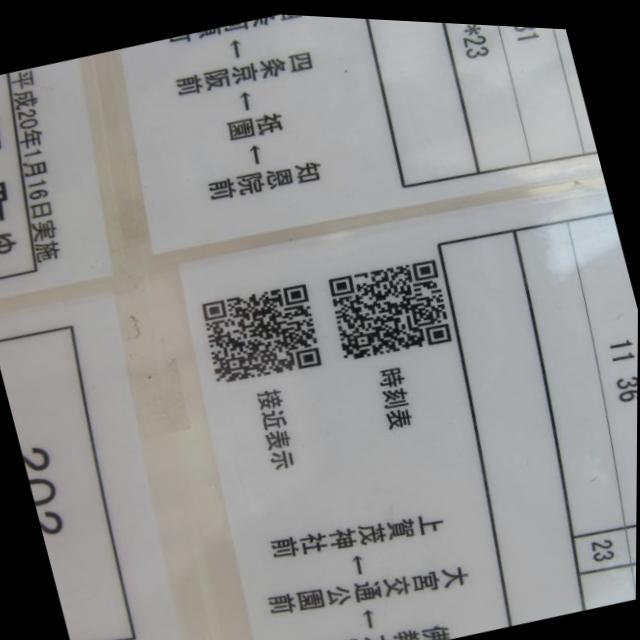 11 36
23
四条京阪前
←
祇園
←
知恩院前
平成20年1月16日実施
時刻表
接近表示
上賀茂神社前
←
大宮交通公園前
←
202